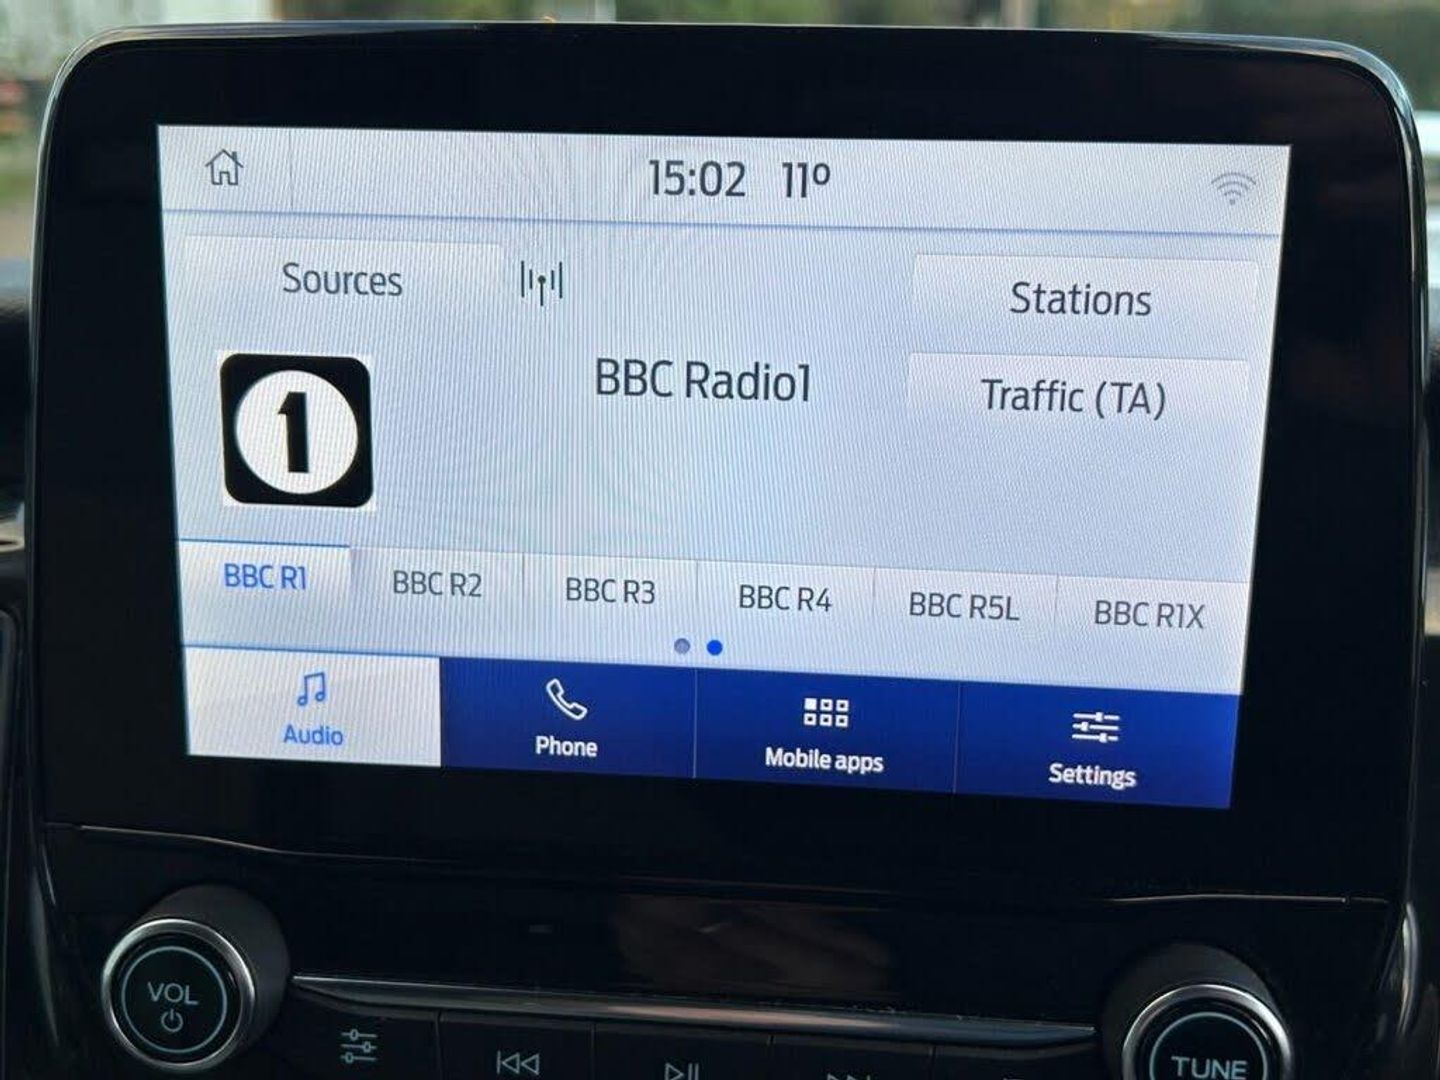 15:02 11º
Sources
Stations
1
BBC Radio1
Traffic (TA)
BBC R1
BBC R2
BBC R3
BBC R4
BBC R5L
BBC R1X
Audio
Phone
Mobile apps
Settings
VOL
TUNE